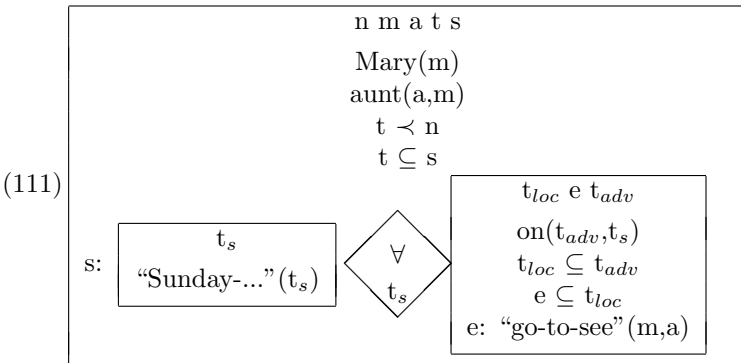 n m a t s
Mary(m)
aunt(a,m)
t ≺ n
t ⊆ s
(111)
s:
t_s
“Sunday-...”(t_s)
∀
t_s
t_loc e t_adv
on(t_adv,t_s)
t_loc ⊆ t_adv
e ⊆ t_loc
e: “go-to-see”(m,a)